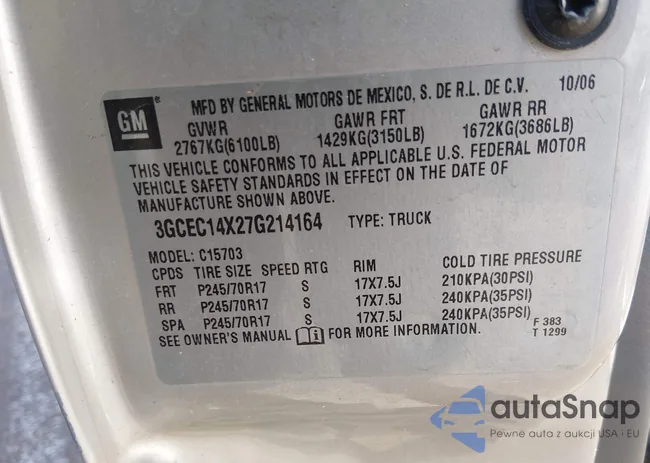 MFD BY GENERAL MOTORS DE MEXICO, S. DE R.L. DE C.V. 10/06
GM ®
GVWR GAWR FRT GAWR RR
2767KG(6100LB) 1429KG(3150LB) 1672KG(3686LB)
THIS VEHICLE CONFORMS TO ALL APPLICABLE U.S. FEDERAL MOTOR
VEHICLE SAFETY STANDARDS IN EFFECT ON THE DATE OF
MANUFACTURE SHOWN ABOVE.
3GCEC14X27G214164 TYPE: TRUCK
MODEL: C15703
CPDS TIRE SIZE SPEED RTG RIM COLD TIRE PRESSURE
FRT P245/70R17 S 17X7.5J 210KPA(30PSI)
RR P245/70R17 S 17X7.5J 240KPA(35PSI)
SPA P245/70R17 S 17X7.5J 240KPA(35PSI)
SEE OWNER'S MANUAL FOR MORE INFORMATION.
F 383
T 1299
autaSnap
Pewne auta z aukcji USA · EU